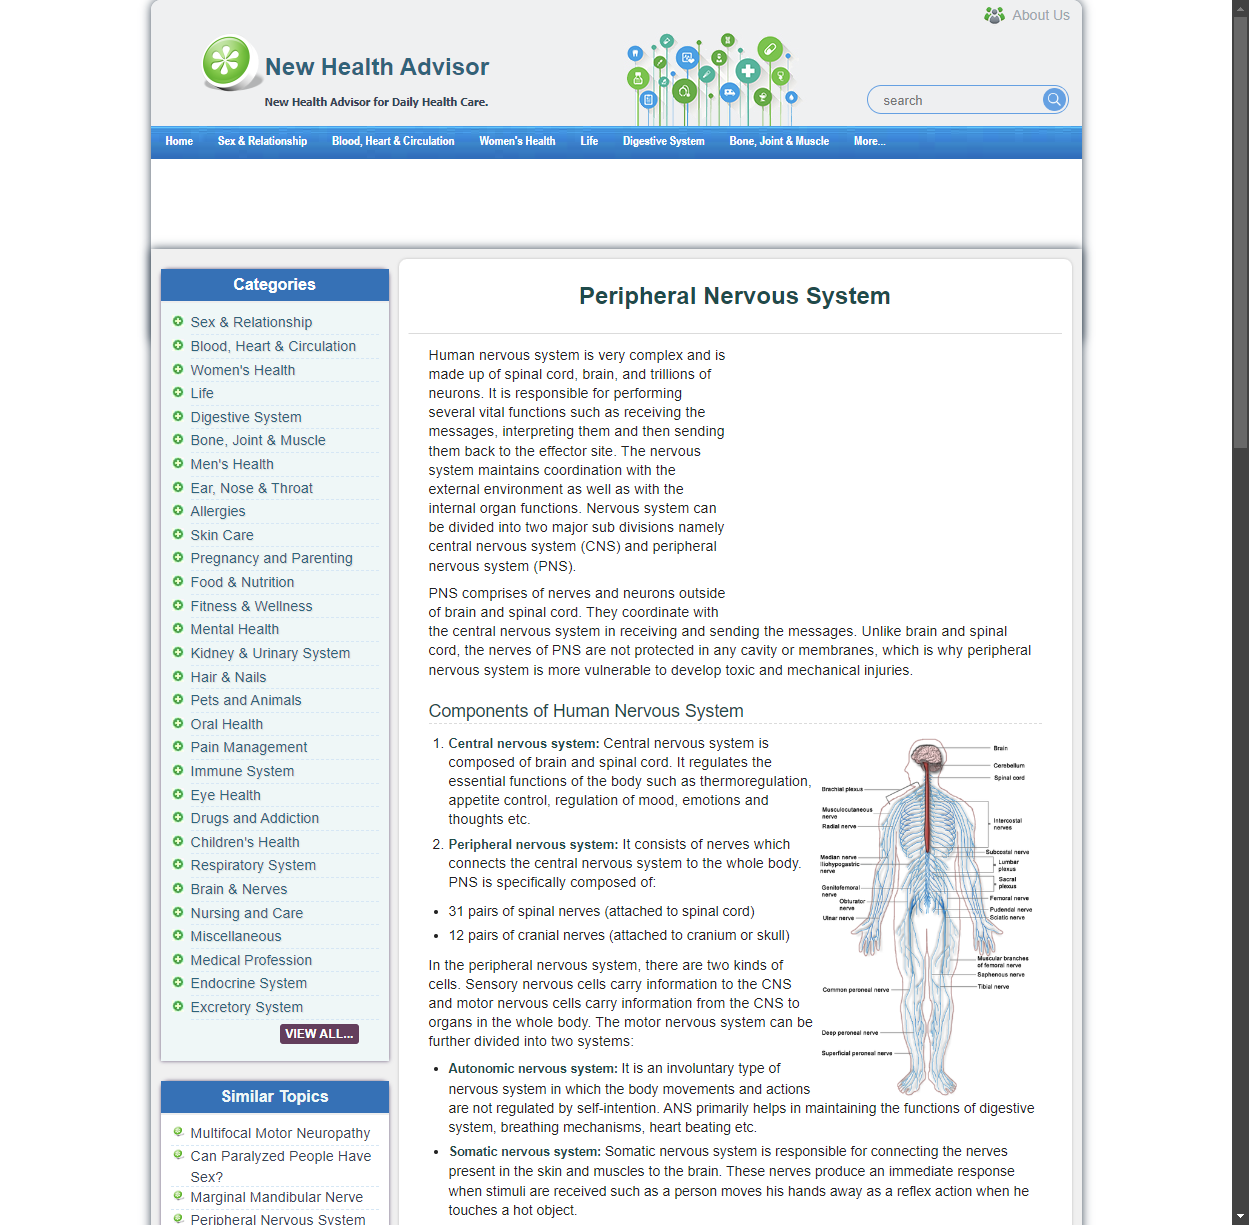 About Us
New Health Advisor
New Health Advisor for Daily Health Care.
search
Home Sex & Relationship Blood, Heart & Circulation Women's Health Life Digestive System Bone, Joint & Muscle More...
Categories
Sex & Relationship
Blood, Heart & Circulation
Women's Health
Life
Digestive System
Bone, Joint & Muscle
Men's Health
Ear, Nose & Throat
Allergies
Skin Care
Pregnancy and Parenting
Food & Nutrition
Fitness & Wellness
Mental Health
Kidney & Urinary System
Hair & Nails
Pets and Animals
Oral Health
Pain Management
Immune System
Eye Health
Drugs and Addiction
Children's Health
Respiratory System
Brain & Nerves
Nursing and Care
Miscellaneous
Medical Profession
Endocrine System
Excretory System
VIEW ALL...
Similar Topics
Multifocal Motor Neuropathy
Can Paralyzed People Have
Sex?
Marginal Mandibular Nerve
Peripheral Nervous System
Peripheral Nervous System
Human nervous system is very complex and is
made up of spinal cord, brain, and trillions of
neurons. It is responsible for performing
several vital functions such as receiving the
messages, interpreting them and then sending
them back to the effector site. The nervous
system maintains coordination with the
external environment as well as with the
internal organ functions. Nervous system can
be divided into two major sub divisions namely
central nervous system (CNS) and peripheral
nervous system (PNS).
PNS comprises of nerves and neurons outside
of brain and spinal cord. They coordinate with
the central nervous system in receiving and sending the messages. Unlike brain and spinal
cord, the nerves of PNS are not protected in any cavity or membranes, which is why peripheral
nervous system is more vulnerable to develop toxic and mechanical injuries.
Components of Human Nervous System
1. Central nervous system: Central nervous system is
composed of brain and spinal cord. It regulates the
essential functions of the body such as thermoregulation,
appetite control, regulation of mood, emotions and
thoughts etc.
2. Peripheral nervous system: It consists of nerves which
connects the central nervous system to the whole body.
PNS is specifically composed of:
• 31 pairs of spinal nerves (attached to spinal cord)
• 12 pairs of cranial nerves (attached to cranium or skull)
In the peripheral nervous system, there are two kinds of
cells. Sensory nervous cells carry information to the CNS
and motor nervous cells carry information from the CNS to
organs in the whole body. The motor nervous system can be
further divided into two systems:
• Autonomic nervous system: It is an involuntary type of
nervous system in which the body movements and actions
are not regulated by self-intention. ANS primarily helps in maintaining the functions of digestive
system, breathing mechanisms, heart beating etc.
• Somatic nervous system: Somatic nervous system is responsible for connecting the nerves
present in the skin and muscles to the brain. These nerves produce an immediate response
when stimuli are received such as a person moves his hands away as a reflex action when he
touches a hot object.
Brain
Cerebellum
Spinal cord
Brachial plexus
Musculocutaneous
nerve
Radial nerve
Intercostal
nerves
Subcostal nerve
Median nerve
Iliohypogastric
nerve
Lumbar
plexus
Sacral
plexus
Genitofemoral
nerve
Femoral nerve
Obturator
nerve
Pudendal nerve
Ulnar nerve
Sciatic nerve
Muscular branches
of femoral nerve
Saphenous nerve
Tibial nerve
Common peroneal nerve
Deep peroneal nerve
Superficial peroneal nerve